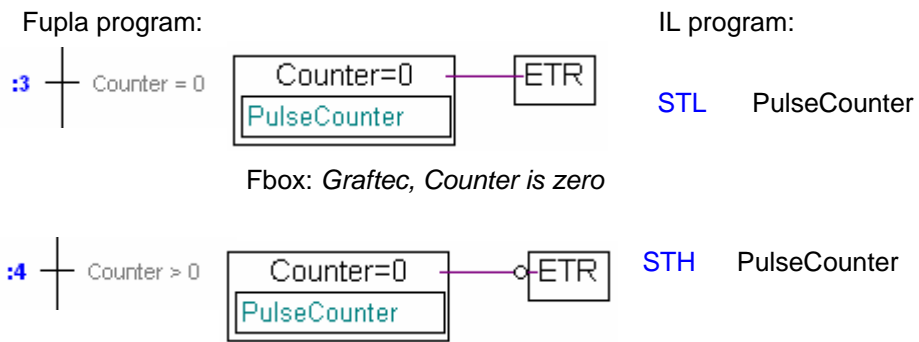 Fupla program: IL program:
:3 Counter = 0 Counter=0 ETR
PulseCounter
STL PulseCounter
Fbox: Graftec, Counter is zero
:4 Counter > 0 Counter=0 ETR STH PulseCounter
PulseCounter